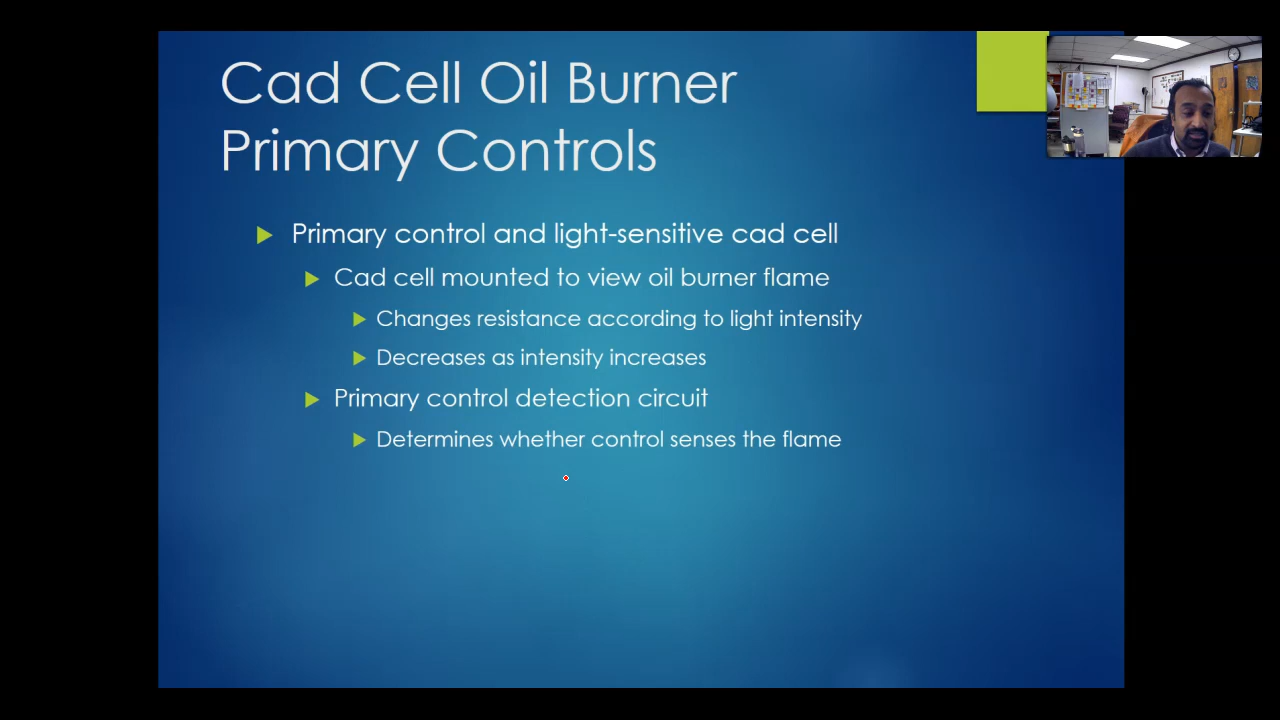 Cad Cell Oil Burner
Primary Controls
Primary control and light-sensitive cad cell
Cad cell mounted to view oil burner flame
Changes resistance according to light intensity
Decreases as intensity increases
Primary control detection circuit
Determines whether control senses the flame